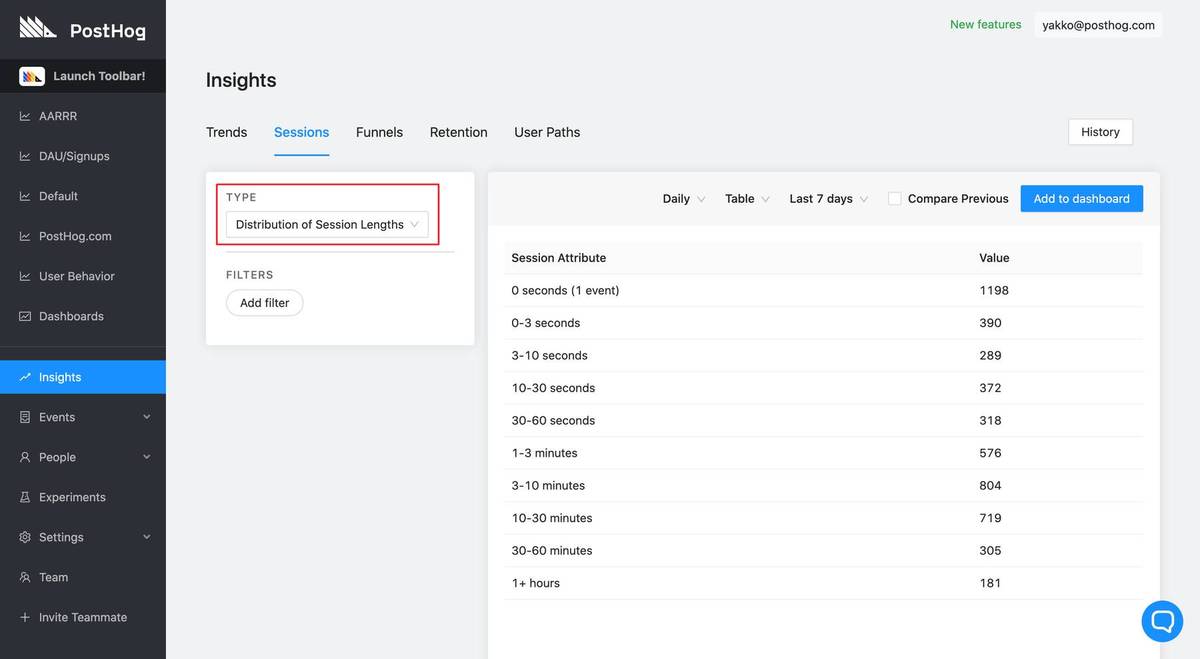 PostHog
Launch Toolbar!
AARRR
DAU/Signups
Default
PostHog.com
User Behavior
Dashboards
Insights
Events
People
Experiments
Settings
Team
Invite Teammate
New features yakko@posthog.com
Insights
Trends Sessions Funnels Retention User Paths History
TYPE
Distribution of Session Lengths
FILTERS
Add filter
Daily Table Last 7 days Compare Previous Add to dashboard
Session Attribute Value
0 seconds (1 event) 1198
0-3 seconds 390
3-10 seconds 289
10-30 seconds 372
30-60 seconds 318
1-3 minutes 576
3-10 minutes 804
10-30 minutes 719
30-60 minutes 305
1+ hours 181